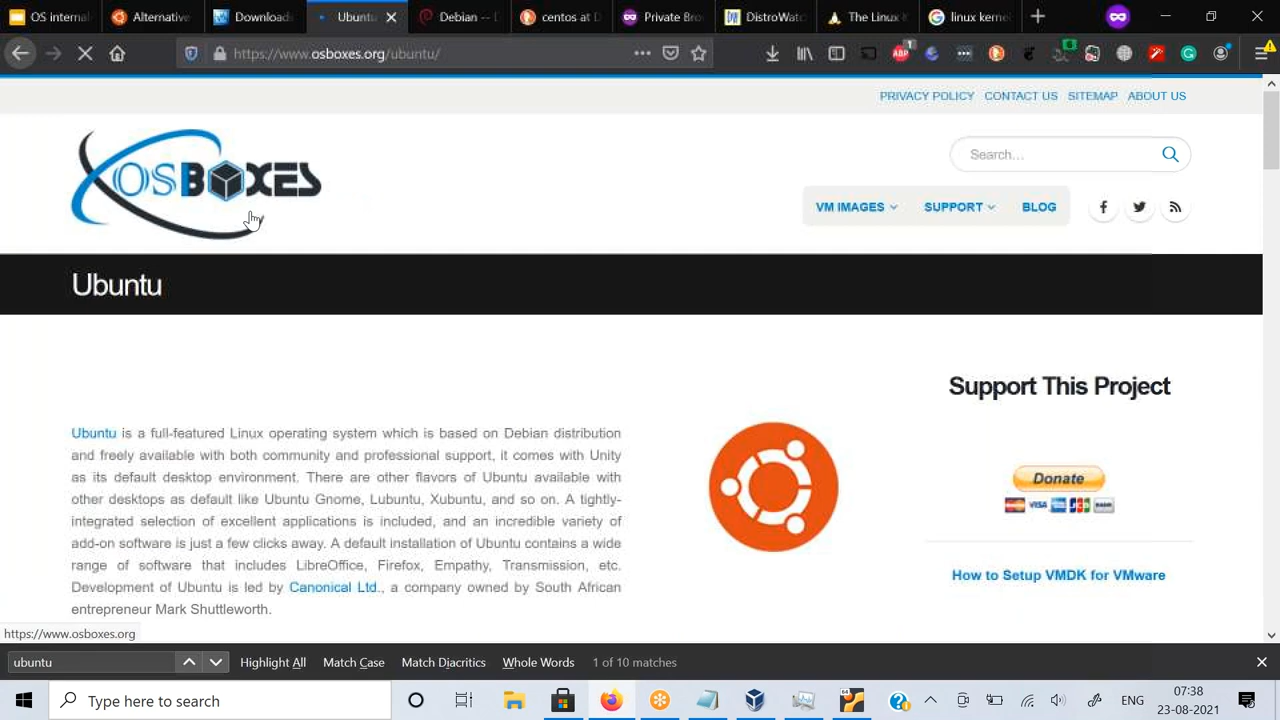 OS internal
Alternative
Downloads
Ubuntu
Debian -- D
centos at D
Private Bro
DistroWatc
The Linux K
linux kerne
https://www.osboxes.org/ubuntu/
PRIVACY POLICY CONTACT US SITEMAP ABOUT US
OSBOXES
Search...
VM IMAGES SUPPORT BLOG
Ubuntu
Support This Project
Donate
VISA
How to Setup VMDK for VMware
Ubuntu is a full-featured Linux operating system which is based on Debian distribution
and freely available with both community and professional support, it comes with Unity
as its default desktop environment. There are other flavors of Ubuntu available with
other desktops as default like Ubuntu Gnome, Lubuntu, Xubuntu, and so on. A tightly-
integrated selection of excellent applications is included, and an incredible variety of
add-on software is just a few clicks away. A default installation of Ubuntu contains a wide
range of software that includes LibreOffice, Firefox, Empathy, Transmission, etc.
Development of Ubuntu is led by Canonical Ltd., a company owned by South African
entrepreneur Mark Shuttleworth.
https://www.osboxes.org
ubuntu Highlight All Match Case Match Diacritics Whole Words 1 of 10 matches
Type here to search
ENG
07:38
23-08-2021